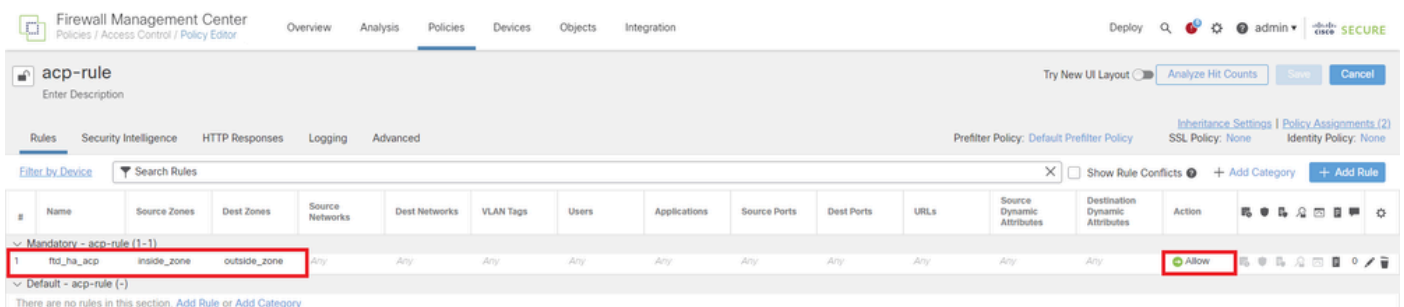 Firewall Management Center
Policies / Access Control / Policy Editor
Overview Analysis Policies Devices Objects Integration Deploy admin SECURE
acp-rule
Enter Description
Try New UI Layout Analyze Hit Counts Save Cancel
Inheritance Settings | Policy Assignments (2)
Rules Security Intelligence HTTP Responses Logging Advanced
Prefilter Policy: Default Prefilter Policy SSL Policy: None Identity Policy: None
Filter by Device Search Rules Show Rule Conflicts + Add Category + Add Rule
# Name Source Zones Dest Zones Source Networks Dest Networks VLAN Tags Users Applications Source Ports Dest Ports URLs Source Dynamic Attributes Destination Dynamic Attributes Action
Mandatory - acp-rule (1-1)
1 ftd_ha_acp inside_zone outside_zone Any Any Any Any Any Any Any Any Any Any Allow 0
Default - acp-rule (-)
There are no rules in this section. Add Rule or Add Category